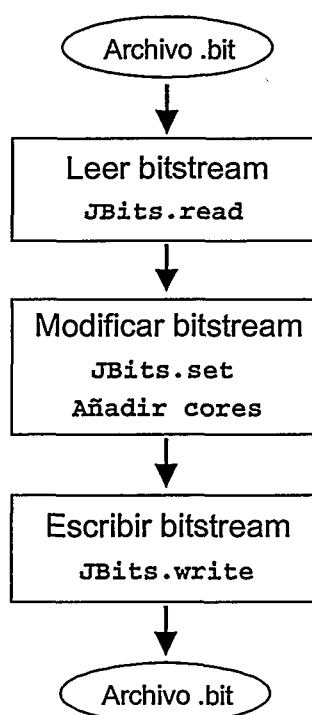 Archivo .bit
Leer bitstream
JBits.read
Modificar bitstream
JBits.set
Añadir cores
Escribir bitstream
JBits.write
Archivo .bit